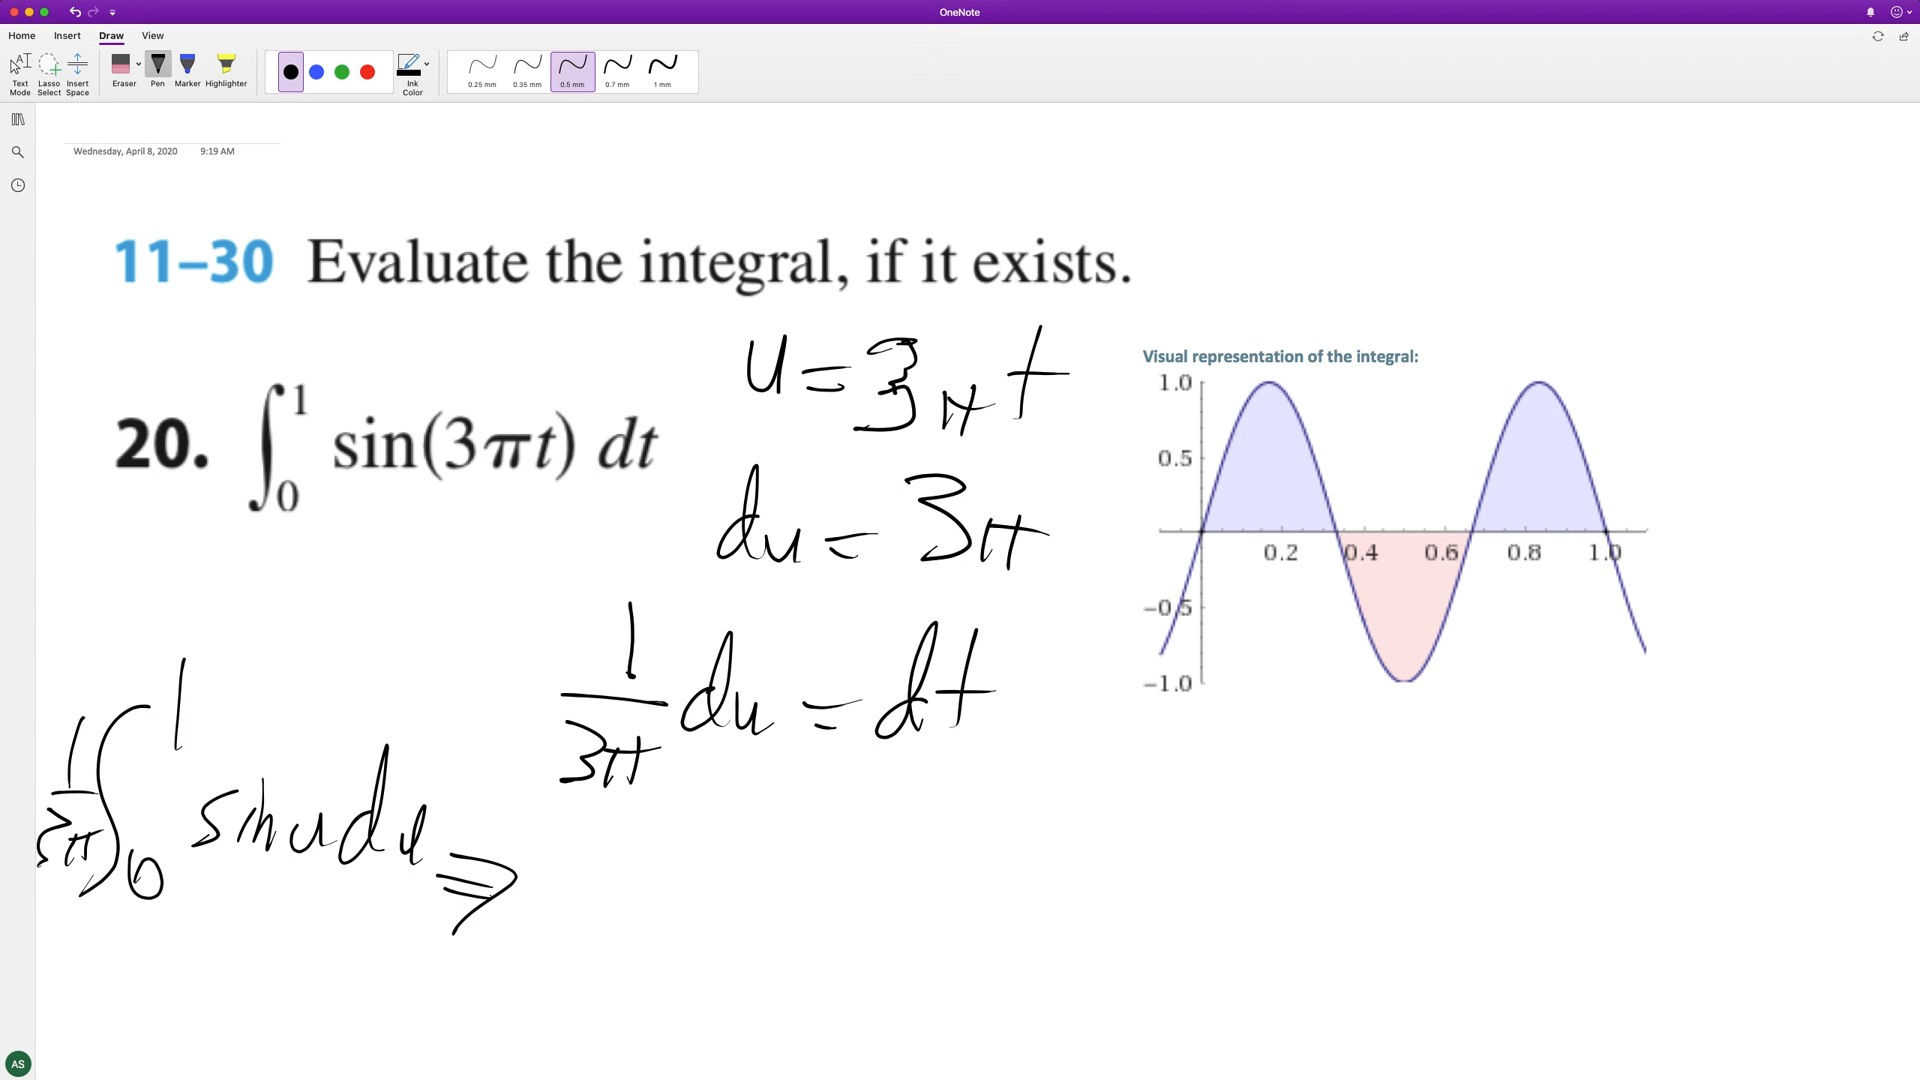 OneNote
Home Insert Draw View
Text Mode
Lasso Select
Insert Space
Eraser
Pen
Marker
Highlighter
Ink Color
0.25 mm
0.35 mm
0.5 mm
0.7 mm
1 mm
Wednesday, April 8, 2020 9:19 AM
11–30 Evaluate the integral, if it exists.
20. ∫₀¹ sin(3πt) dt
u = 3πt
du = 3π
1/3π du = dt
1/3π ∫₀¹ sin u du ⇒
Visual representation of the integral:
1.0
0.5
0.2 0.4 0.6 0.8 1.0
−0.5
−1.0
AS